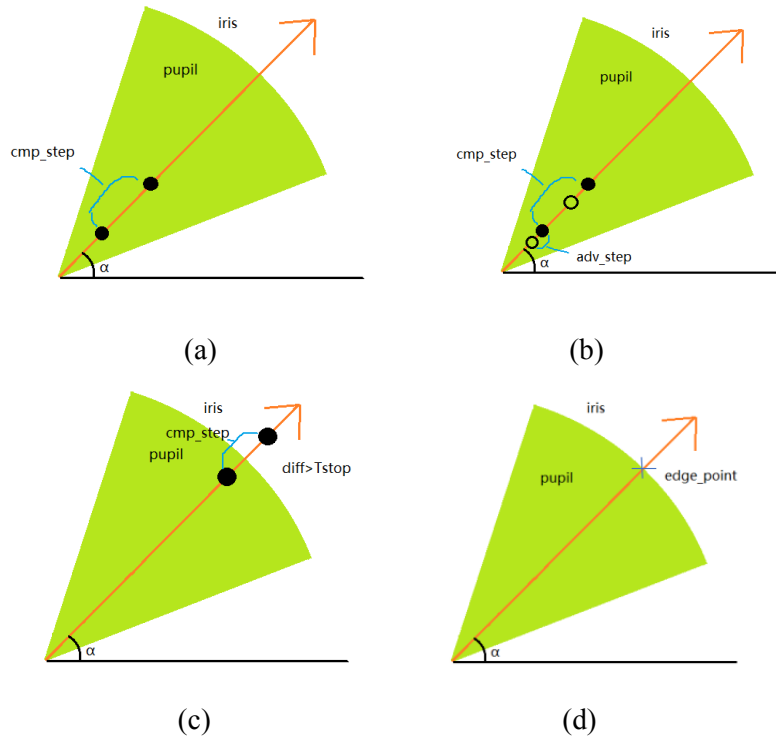 iris
pupil
cmp_step
α
(a)
iris
pupil
cmp_step
adv_step
α
(b)
iris
cmp_step
pupil
diff>Tstop
α
(c)
iris
pupil
edge_point
α
(d)